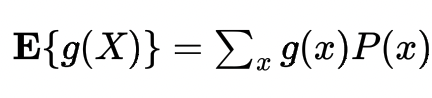 E{g(X)} = ∑ₓ g(x)P(x)